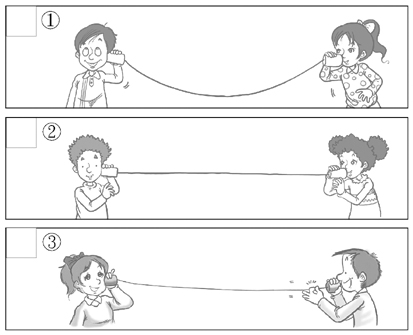 ①
②
③